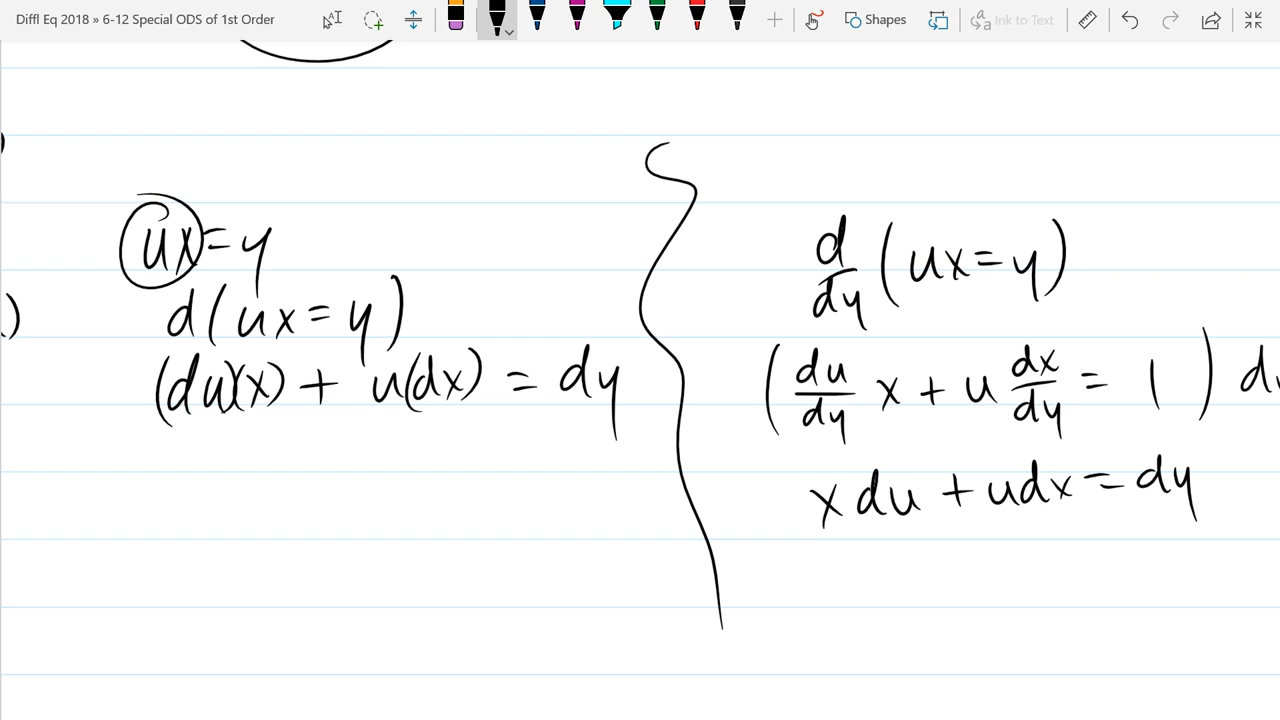 Diffl Eq 2018 » 6-12 Special ODS of 1st Order
Shapes
Ink to Text
ux=y
d(ux=y)
(du)(x) + u(dx) = dy
)
d/dy (ux=y)
(du/dy x + u dx/dy = 1)
x du + udx = dy